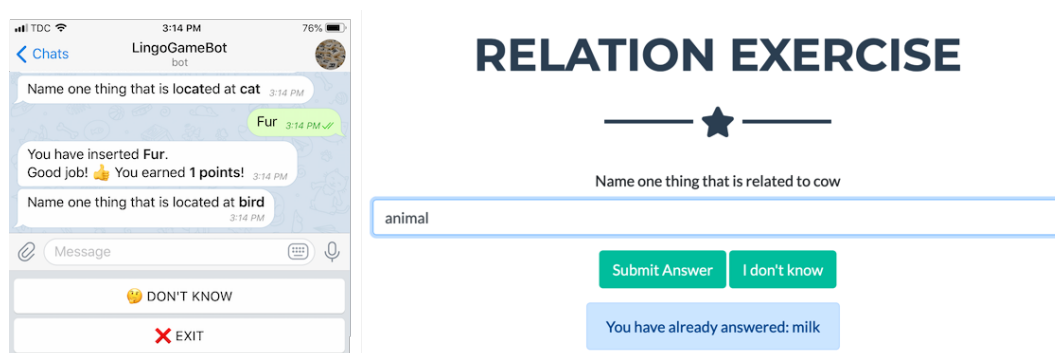 TDC 3:14 PM 76%
Chats LingoGameBot
bot
Name one thing that is located at cat 3:14 PM
Fur 3:14 PM
You have inserted Fur.
Good job! 👍 You earned 1 points! 3:14 PM
Name one thing that is located at bird
3:14 PM
Message
🤔 DON'T KNOW
❌ EXIT
RELATION EXERCISE
Name one thing that is related to cow
animal
Submit Answer I don't know
You have already answered: milk